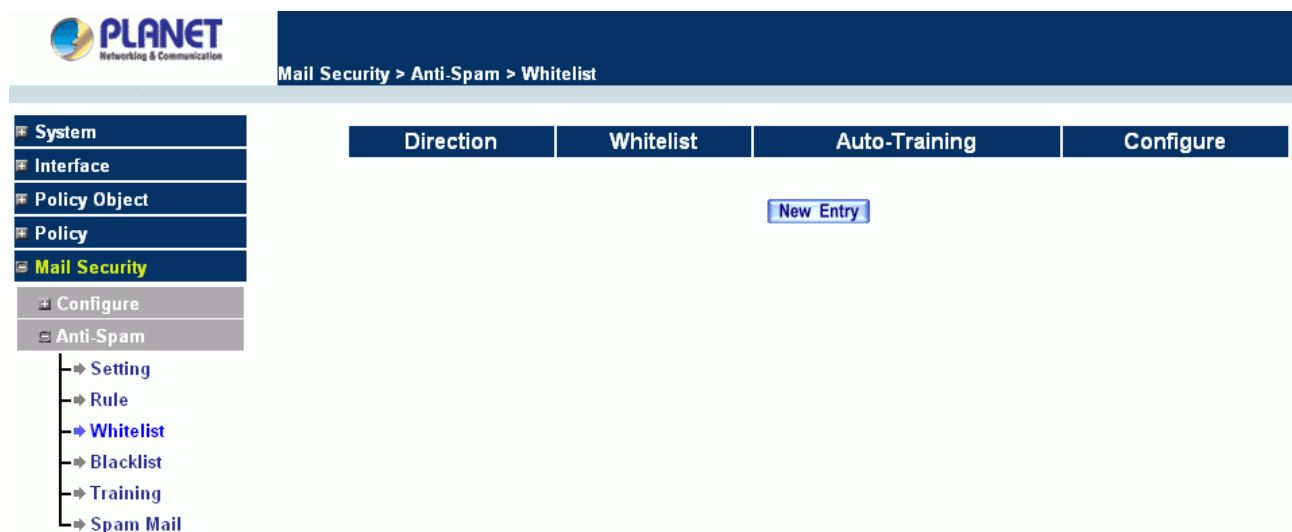 PLANET
Networking & Communication
Mail Security > Anti-Spam > Whitelist
System
Interface
Policy Object
Policy
Mail Security
Configure
Anti-Spam
Setting
Rule
Whitelist
Blacklist
Training
Spam Mail
Direction Whitelist Auto-Training Configure
New Entry